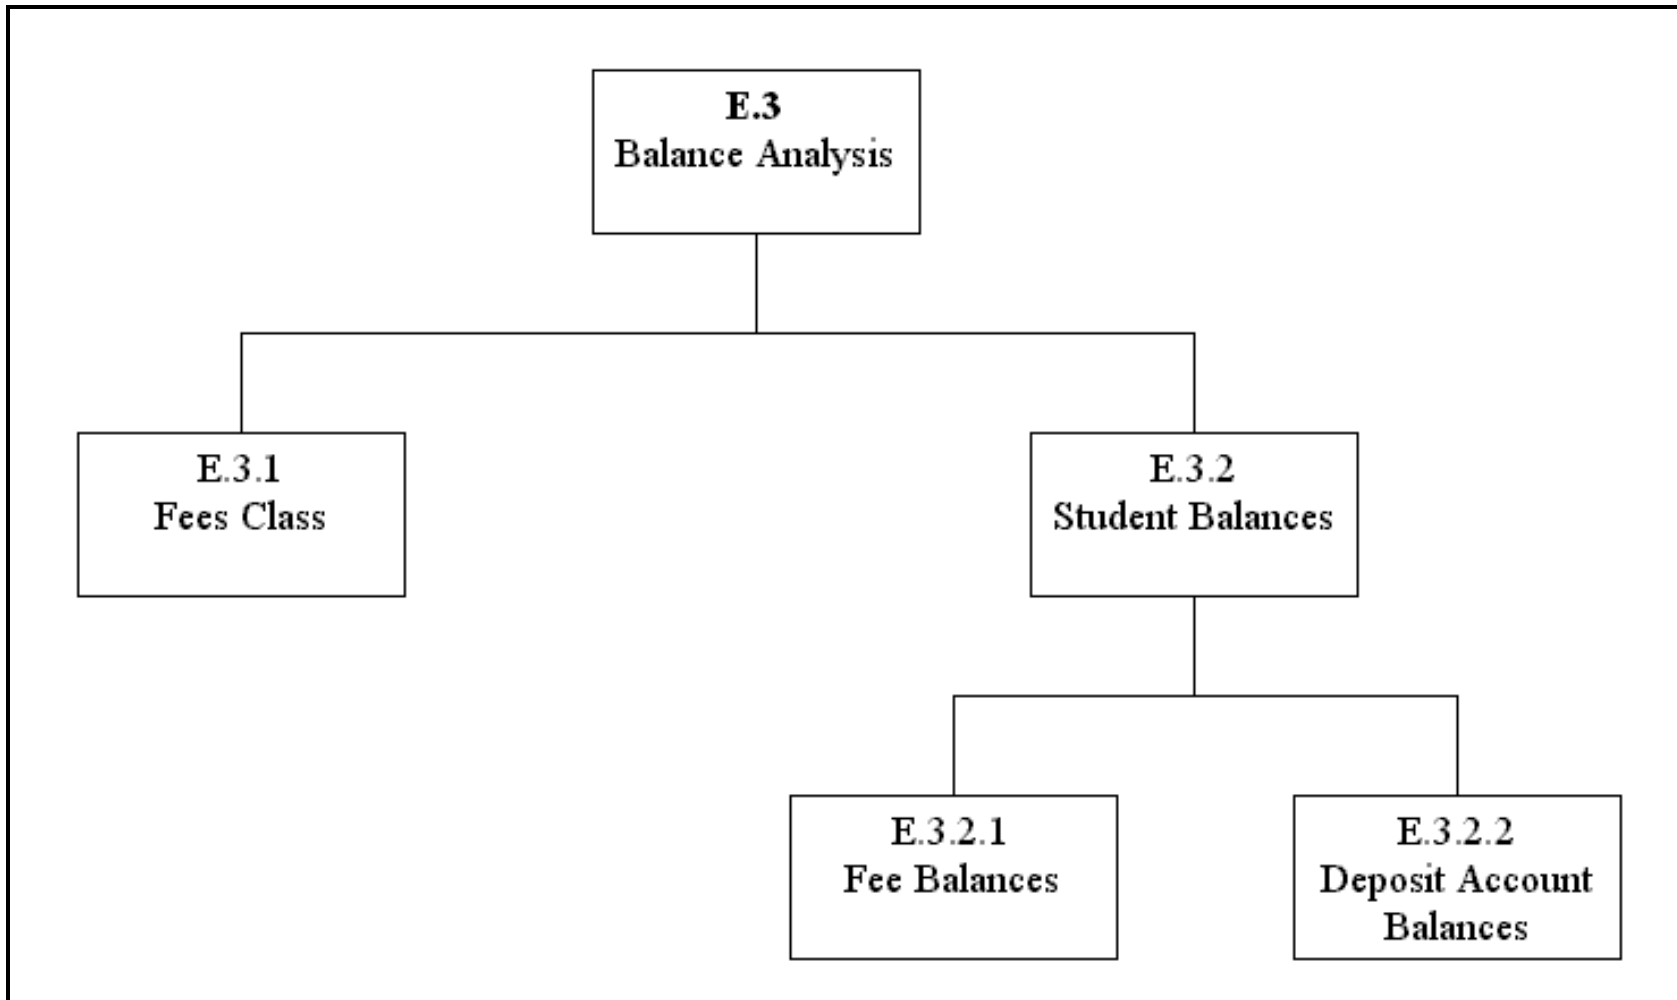 E.3
Balance Analysis
E.3.1
Fees Class
E.3.2
Student Balances
E.3.2.1
Fee Balances
E.3.2.2
Deposit Account
Balances